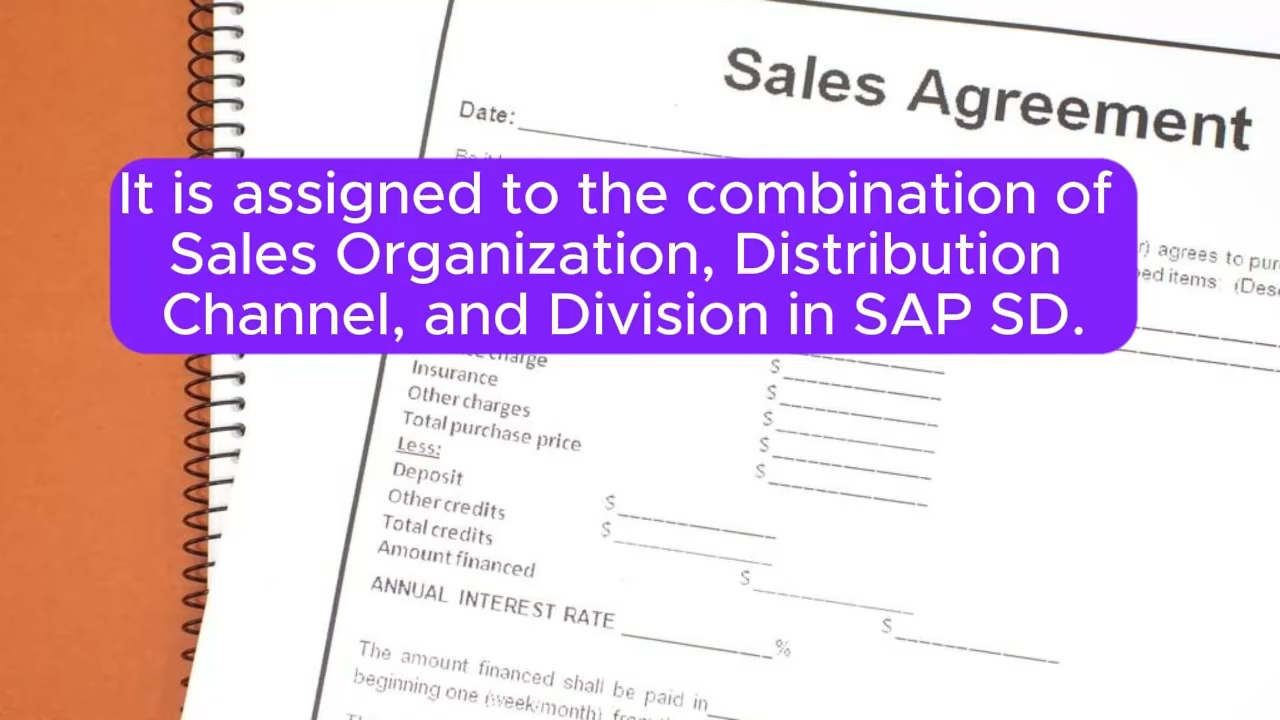 Sales Agreement
Date:
It is assigned to the combination of
Sales Organization, Distribution
Channel, and Division in SAP SD.
agrees to pur
items: (Des
charge $
Insurance $
Other charges $
Total purchase price $
Less: $
Deposit
Other credits $
Total credits $
Amount financed $
$
ANNUAL INTEREST RATE %
The amount financed shall be paid in
beginning one (week/month)